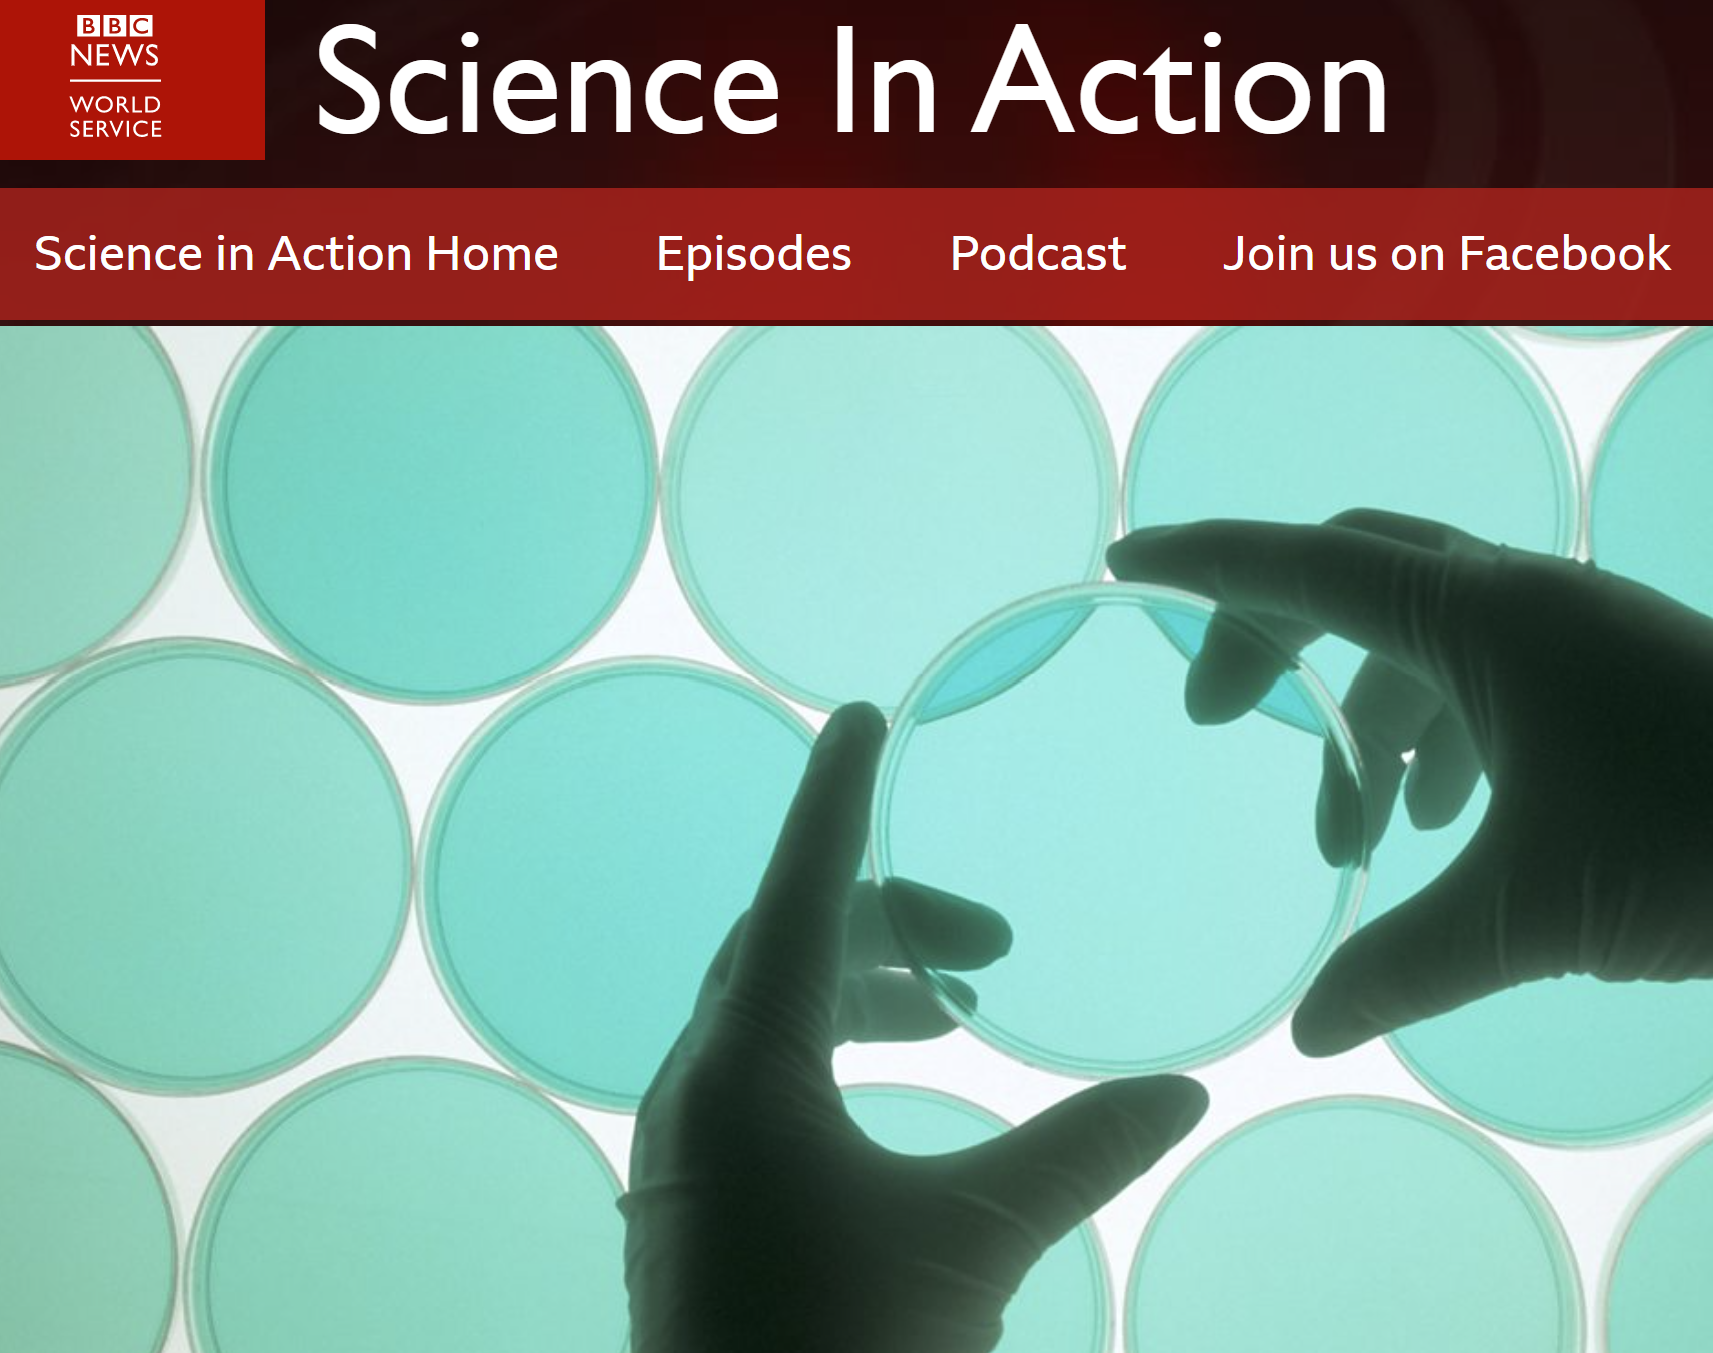 BBC
NEWS
WORLD
SERVICE
Science In Action
Science in Action Home
Episodes
Podcast
Join us on Facebook